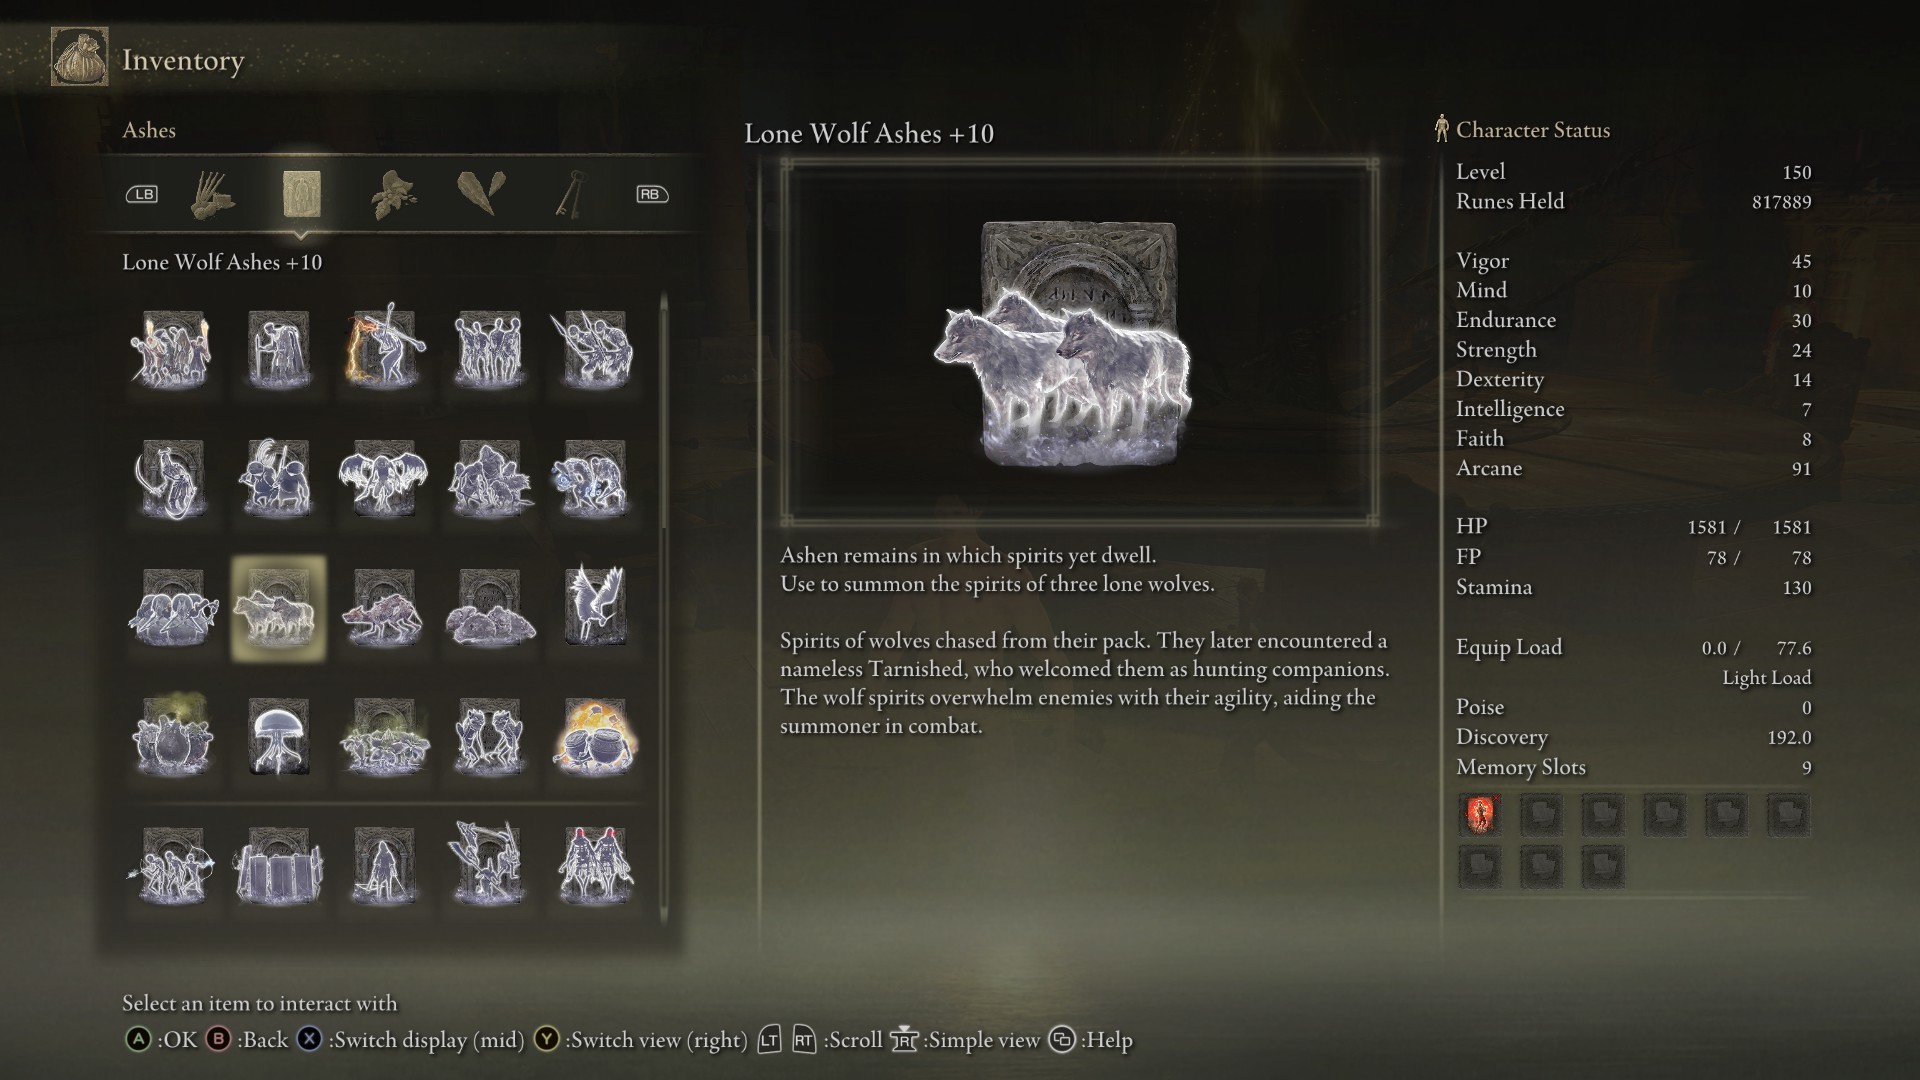 Inventory
Ashes
LB
RB
Lone Wolf Ashes +10
Lone Wolf Ashes +10
Ashen remains in which spirits yet dwell.
Use to summon the spirits of three lone wolves.
Spirits of wolves chased from their pack. They later encountered a
nameless Tarnished, who welcomed them as hunting companions.
The wolf spirits overwhelm enemies with their agility, aiding the
summoner in combat.
Character Status
Level 150
Runes Held 817889
Vigor 45
Mind 10
Endurance 30
Strength 24
Dexterity 14
Intelligence 7
Faith 8
Arcane 91
HP 1581 / 1581
FP 78 / 78
Stamina 130
Equip Load 0.0 / 77.6
Light Load
Poise 0
Discovery 192.0
Memory Slots 9
Select an item to interact with
A :OK B :Back X :Switch display (mid) Y :Switch view (right) LT RT :Scroll R :Simple view :Help